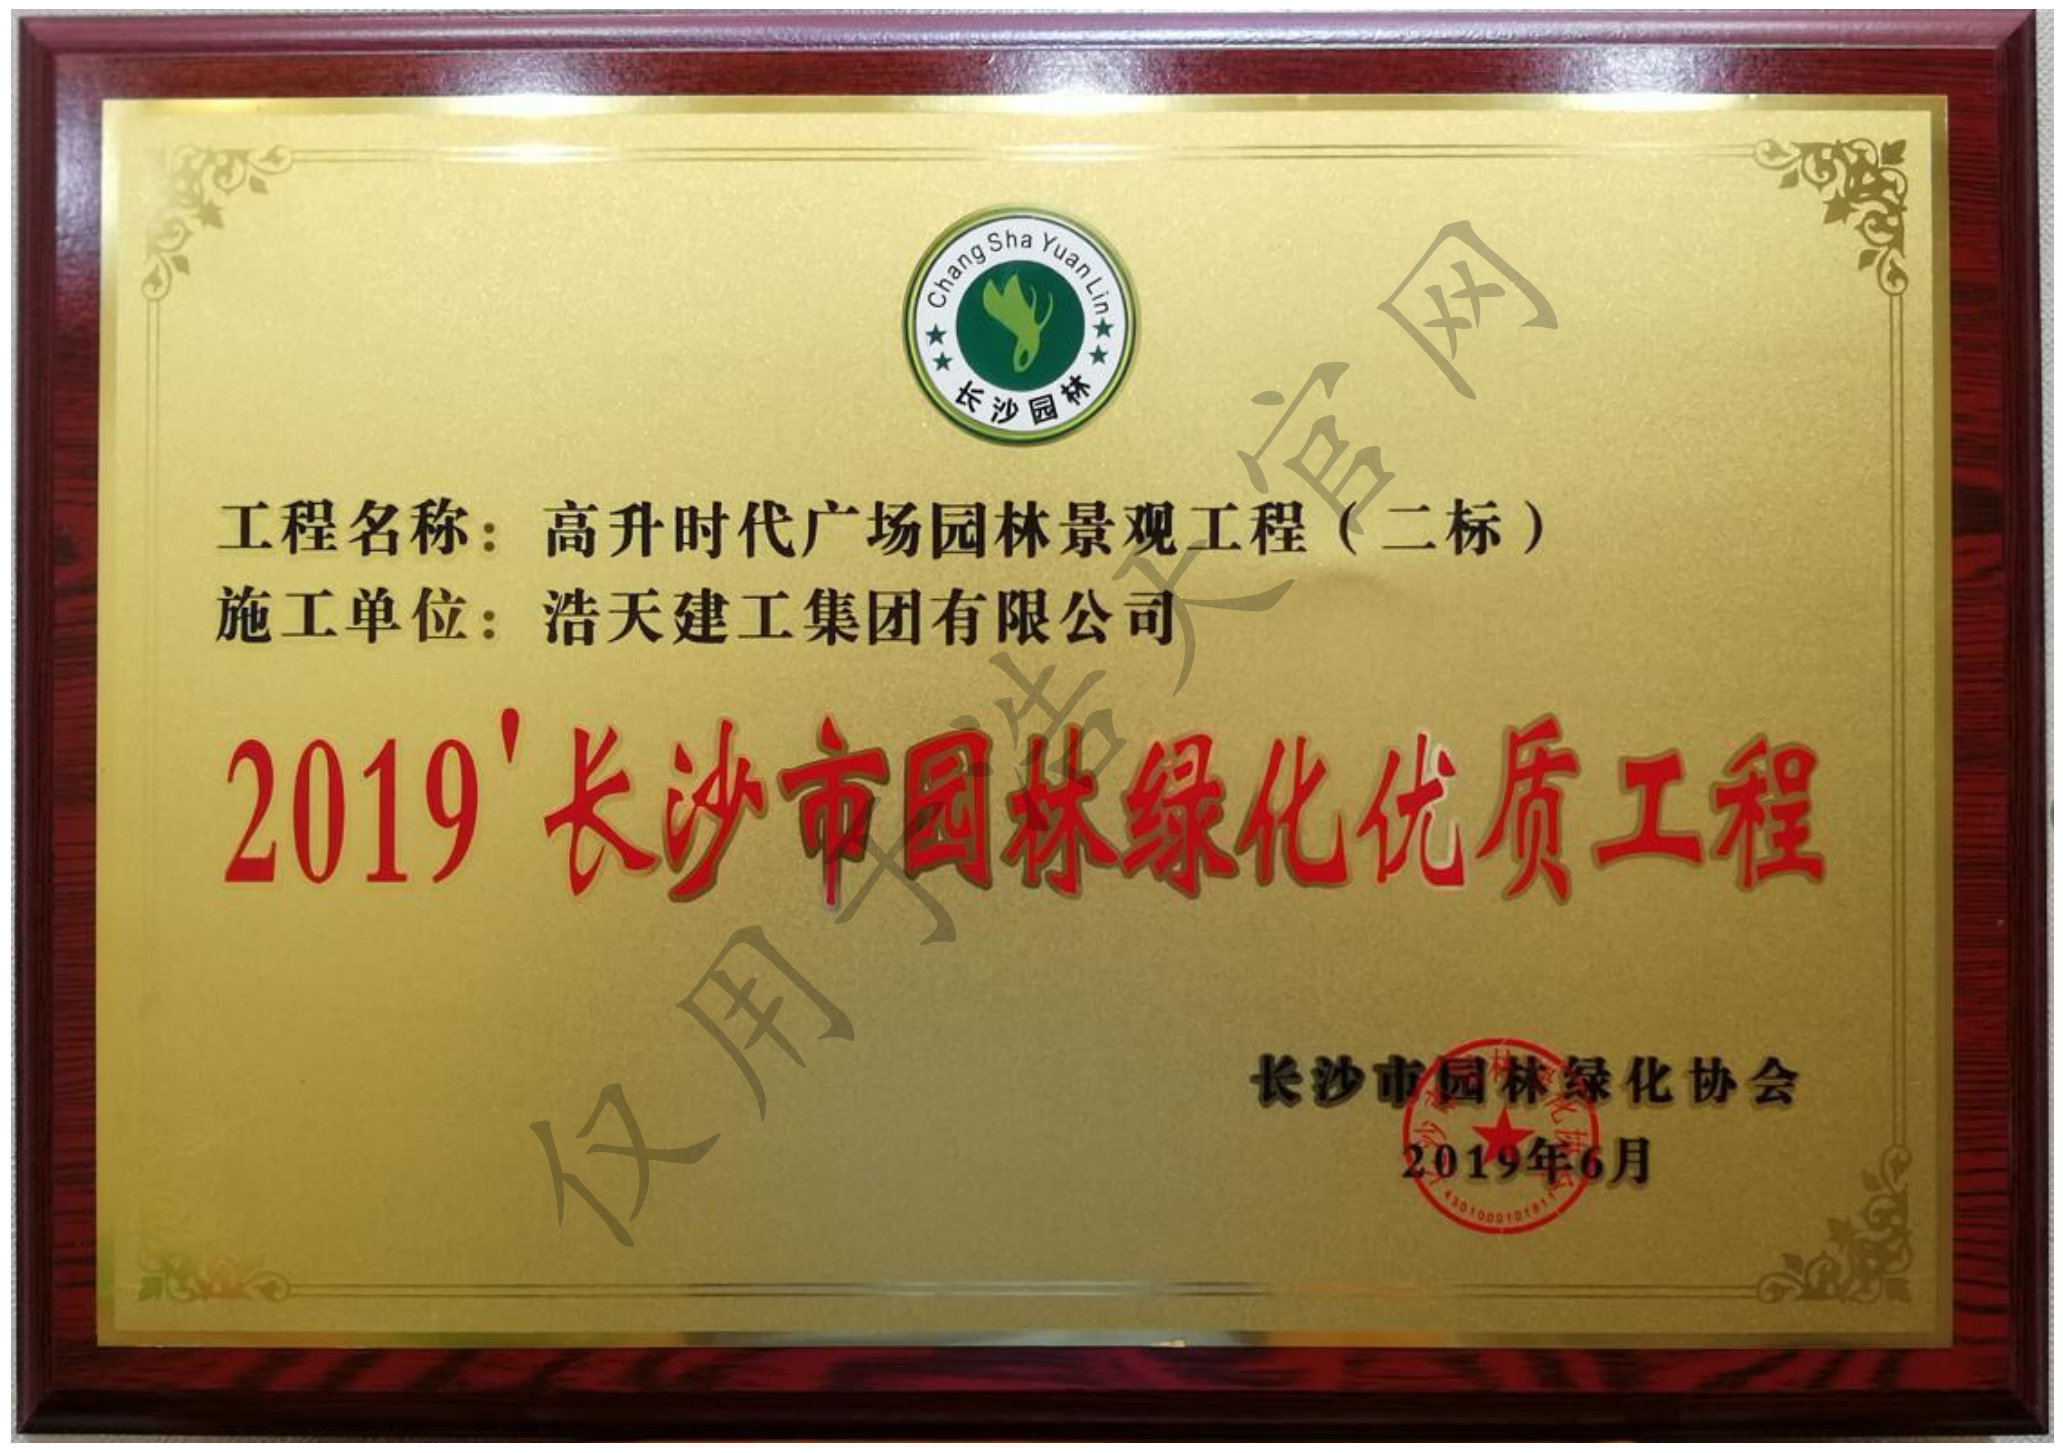 Chang Sha Yuan Lin
长沙园林
工程名称：高升时代广场园林景观工程（二标）
施工单位：浩天建工集团有限公司
2019'长沙市园林绿化优质工程
长沙市园林绿化协会
2019年6月
仅用于浩天官网